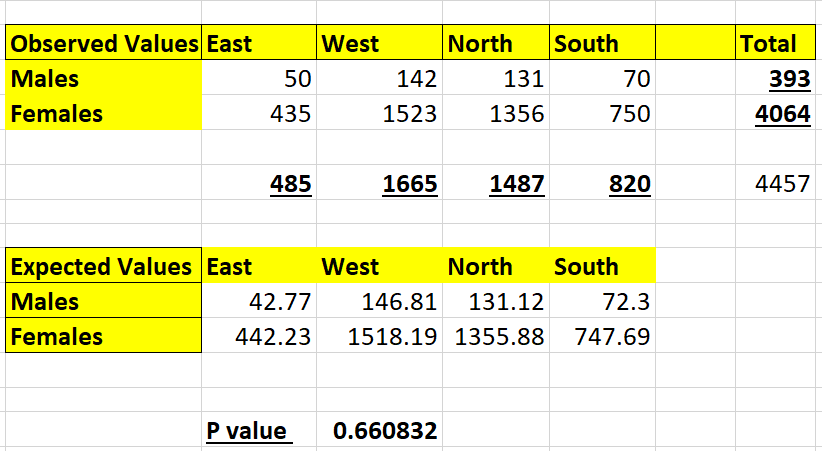 Observed Values East West North South Total
Males 50 142 131 70 393
Females 435 1523 1356 750 4064
485 1665 1487 820 4457
Expected Values East West North South
Males 42.77 146.81 131.12 72.3
Females 442.23 1518.19 1355.88 747.69
P value 0.660832